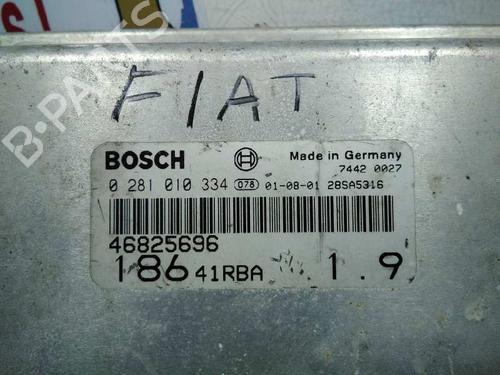 FIAT
B-PARTS
BOSCH
Made in Germany
7442 0027
0 281 010 334 078 01-08-01 28SA5316
46825696
186 41RBA 1.9